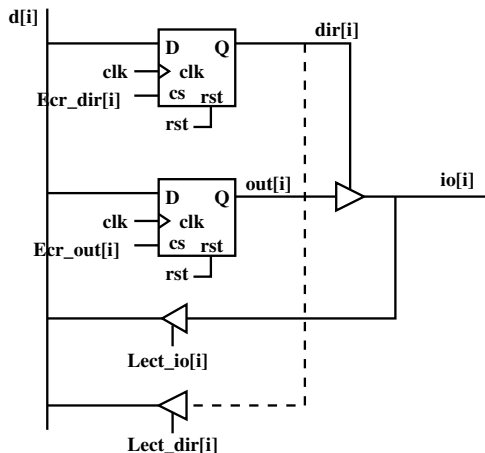 d[i]
D Q dir[i]
clk clk
Ecr_dir[i] cs rst
rst
D Q out[i] io[i]
clk clk
Ecr_out[i] cs rst
rst
Lect_io[i]
Lect_dir[i]